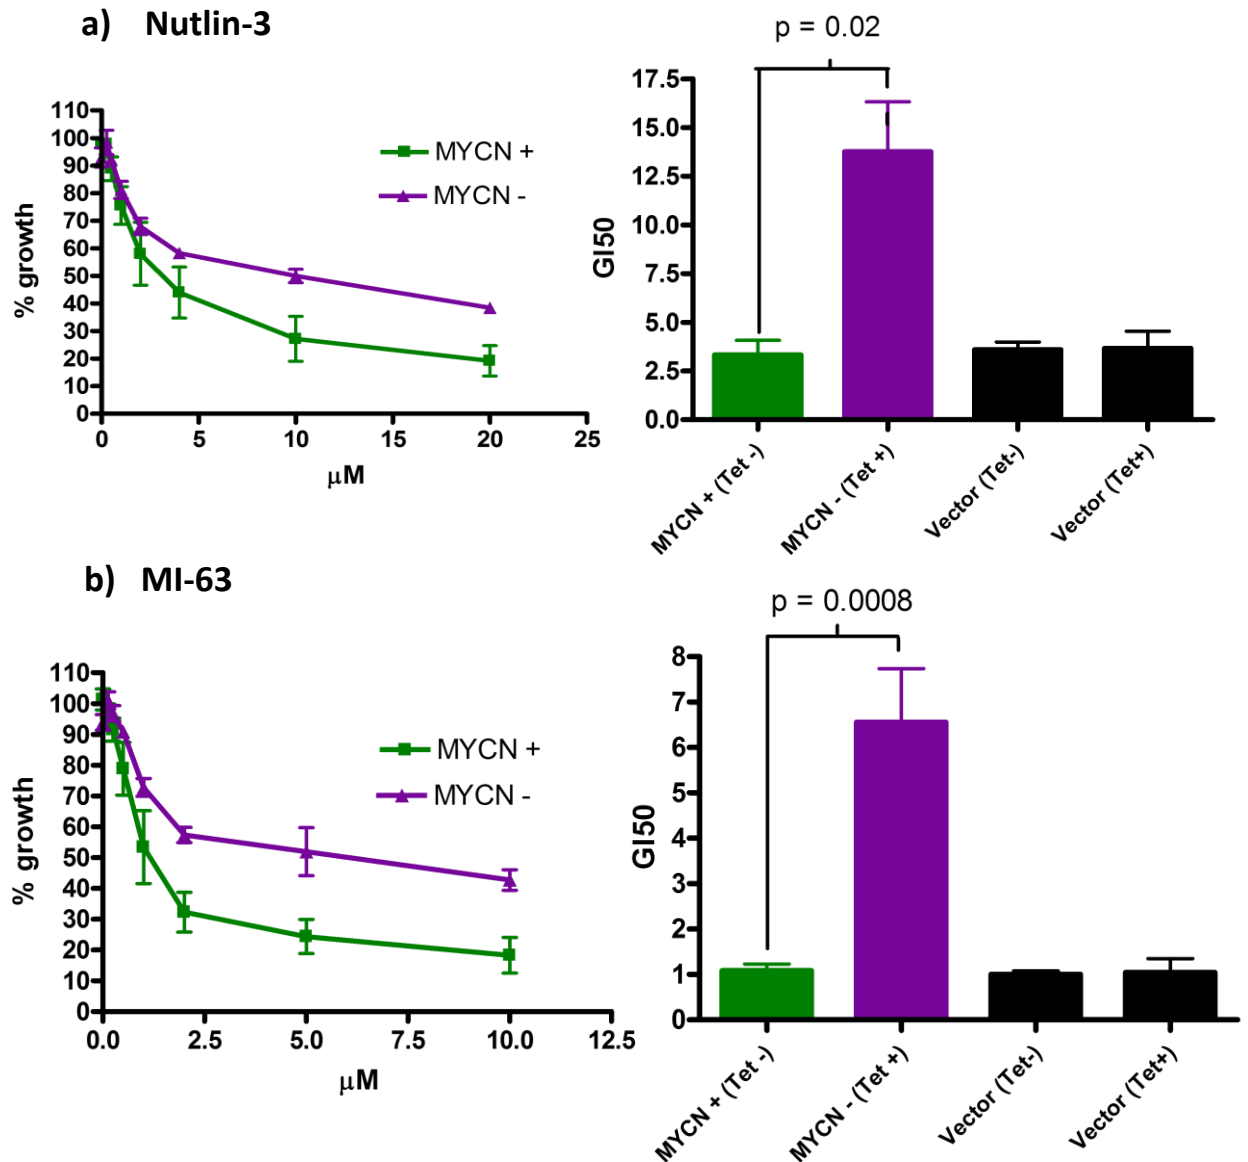 a) Nutlin-3
p = 0.02
110
100
90
80
70
60
50
40
30
20
10
0
% growth
0 5 10 15 20 25
μM
MYCN +
MYCN -
17.5
15.0
12.5
10.0
7.5
5.0
2.5
0.0
GI50
MYCN + (Tet -)
MYCN - (Tet +)
Vector (Tet-)
Vector (Tet+)
b) MI-63
p = 0.0008
110
100
90
80
70
60
50
40
30
20
10
0
% growth
0.0 2.5 5.0 7.5 10.0 12.5
μM
MYCN +
MYCN -
8
7
6
5
4
3
2
1
0
GI50
MYCN + (Tet -)
MYCN - (Tet +)
Vector (Tet-)
Vector (Tet+)